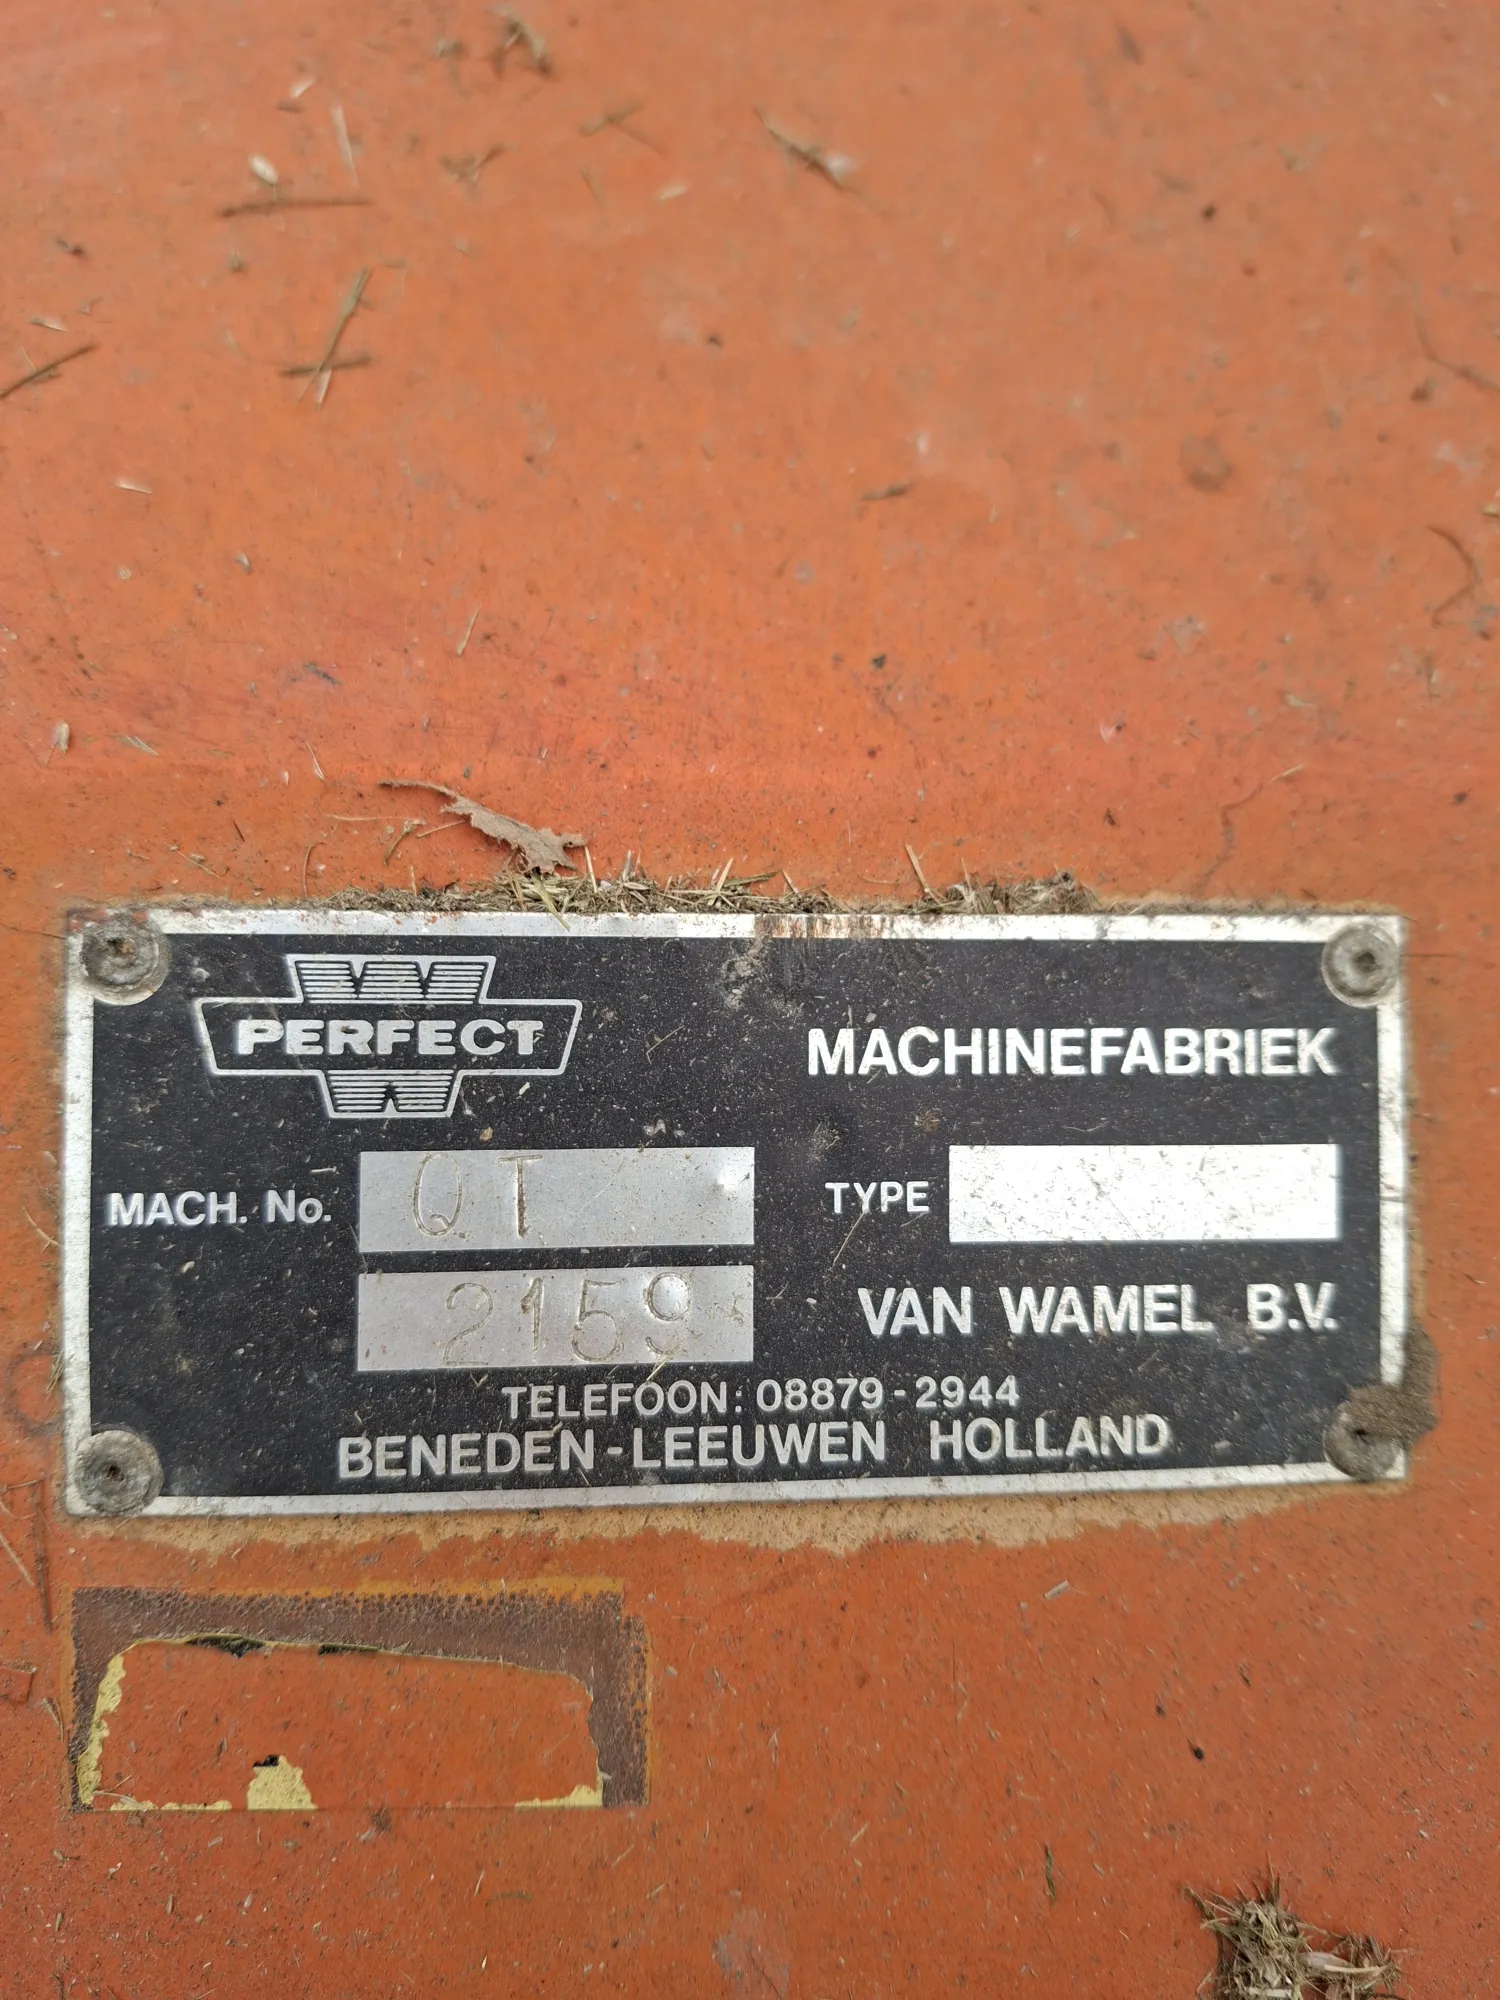 W
PERFECT
W
MACHINEFABRIEK
MACH. No. QT
TYPE
2159
VAN WAMEL B.V.
TELEFOON: 08879-2944
BENEDEN-LEEUWEN HOLLAND